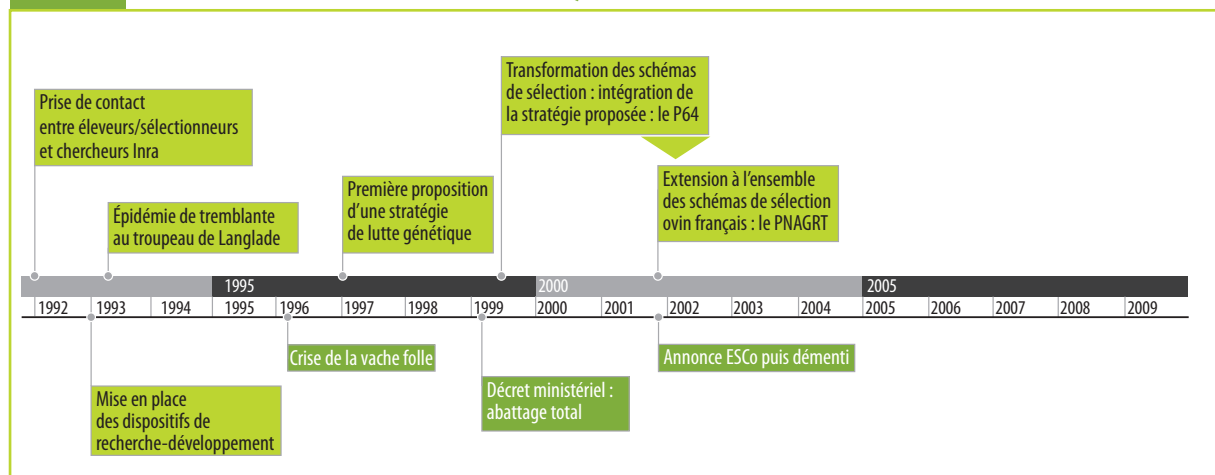 Transformation des schémas
de sélection : intégration de
la stratégie proposée : le P64
Prise de contact
entre éleveurs/sélectionneurs
et chercheurs Inra
Extension à l'ensemble
des schémas de sélection
ovin français : le PNAGRT
Première proposition
d'une stratégie
de lutte génétique
Épidémie de tremblante
au troupeau de Langlade
1995 2000 2005
1992 1993 1994 1995 1996 1997 1998 1999 2000 2001 2002 2003 2004 2005 2006 2007 2008 2009
Crise de la vache folle
Annonce ESCo puis démenti
Décret ministériel :
abattage total
Mise en place
des dispositifs de
recherche-développement